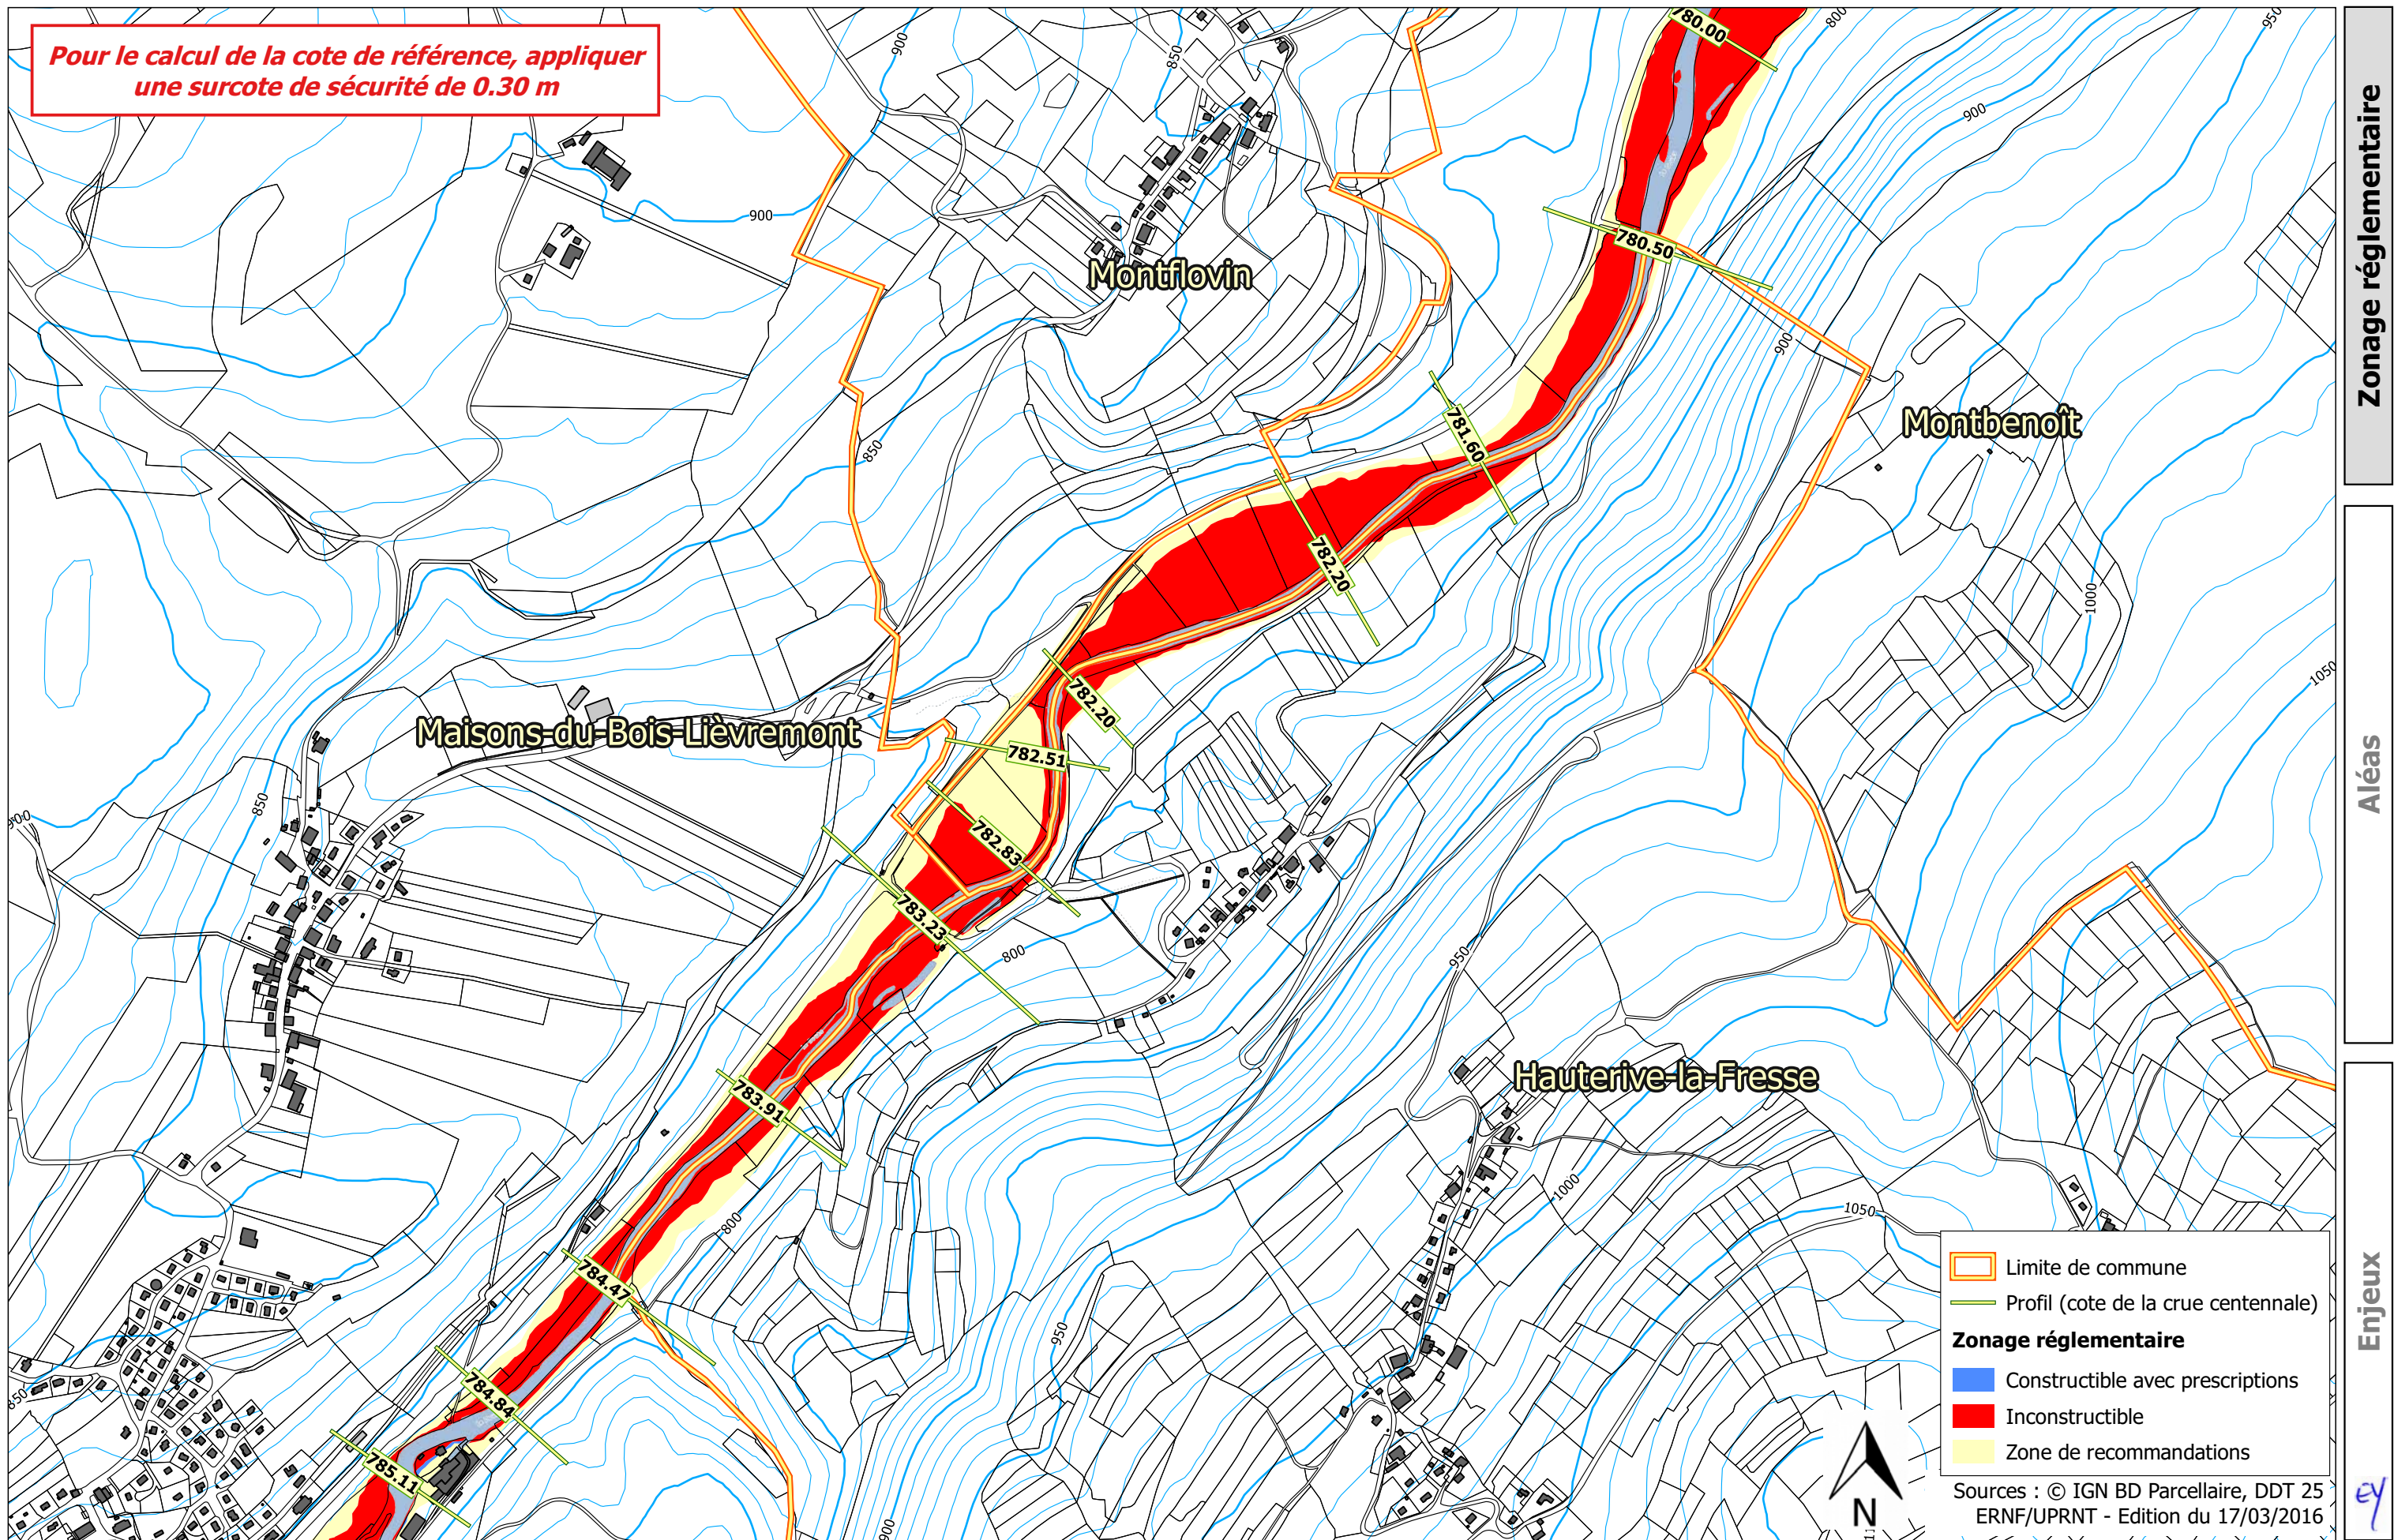 Pour le calcul de la cote de référence, appliquer
une surcote de sécurité de 0.30 m
780.00
800
950
900
850
900
900
780.50
Montflovin
900
Montbenoît
781.60
850
782.20
1000
1050
782.20
Maisons-du-Bois-Lièvremont
782.51
850
900
782.83
783.23
800
950
783.91
Hauterive-la-Fresse
1000
1050
800
784.47
950
784.84
850
785.11
900
Limite de commune
Profil (cote de la crue centennale)
Zonage réglementaire
Constructible avec prescriptions
Inconstructible
Zone de recommandations
N
Sources : © IGN BD Parcellaire, DDT 25
ERNF/UPRNT - Edition du 17/03/2016
Zonage réglementaire
Aléas
Enjeux